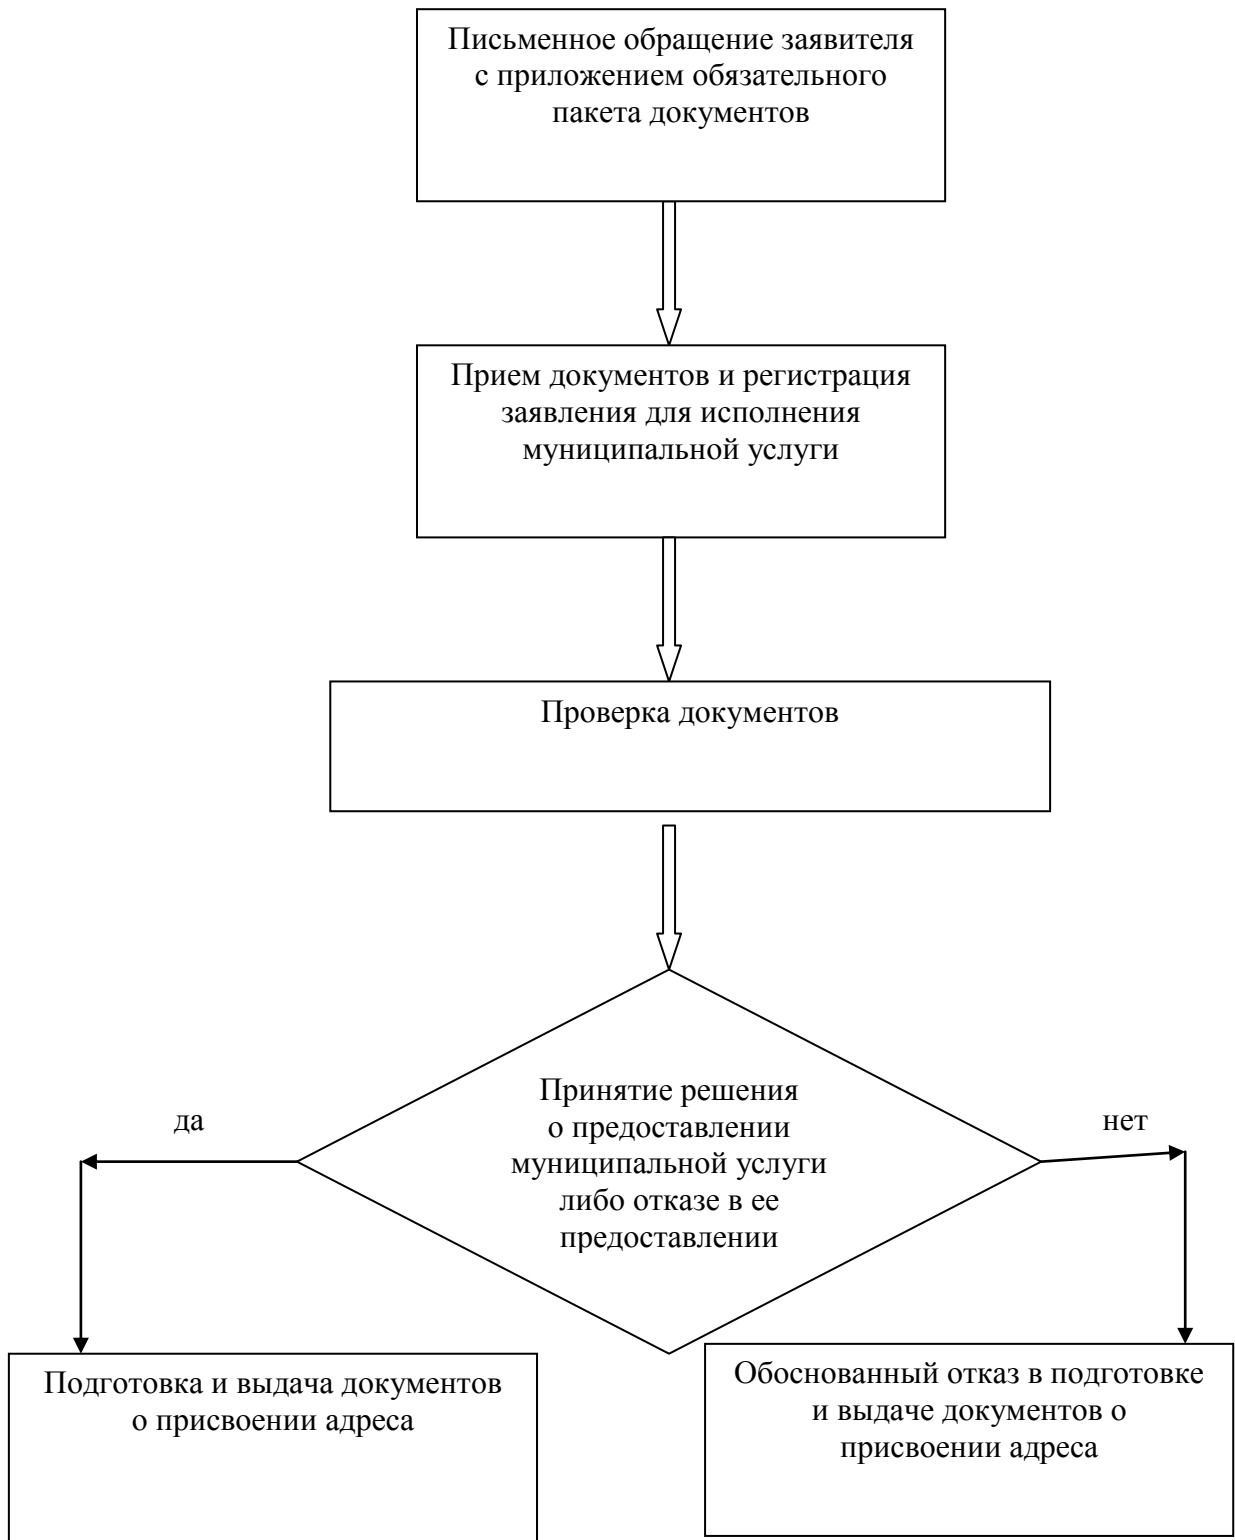 Письменное обращение заявителя
с приложением обязательного
пакета документов
Прием документов и регистрация
заявления для исполнения
муниципальной услуги
Проверка документов
Принятие решения
о предоставлении
муниципальной услуги
либо отказе в ее
предоставлении
да
нет
Подготовка и выдача документов
о присвоении адреса
Обоснованный отказ в подготовке
и выдаче документов о
присвоении адреса